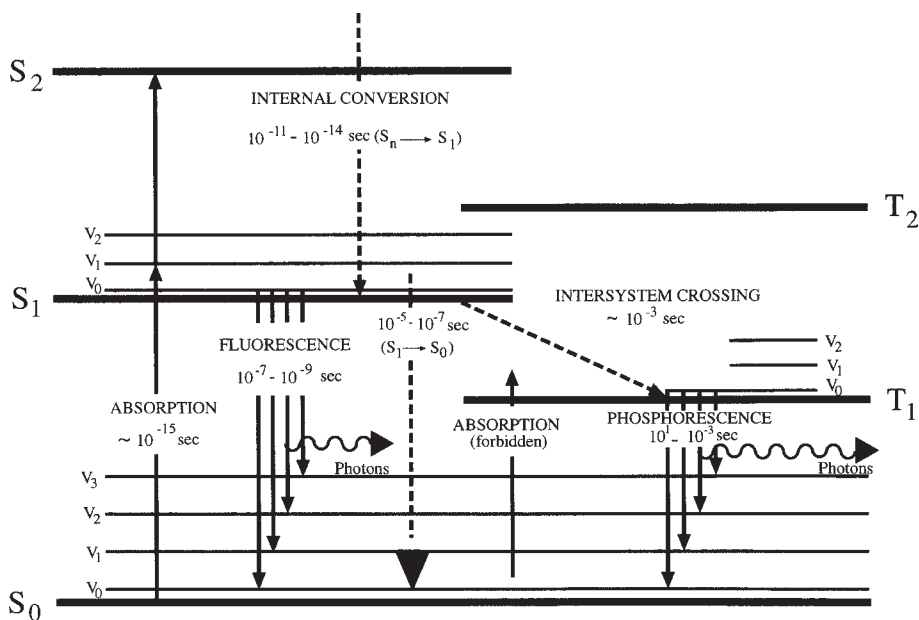 S₂
INTERNAL CONVERSION
10⁻¹¹ - 10⁻¹⁴ sec (Sₙ ⟶ S₁)
T₂
V₂
V₁
V₀
S₁
INTERSYSTEM CROSSING
~ 10⁻³ sec
10⁻⁵ - 10⁻⁷ sec
(S₁ → S₀)
FLUORESCENCE
10⁻⁷ - 10⁻⁹ sec
V₂
V₁
V₀
T₁
ABSORPTION
~ 10⁻¹⁵ sec
ABSORPTION
(forbidden)
PHOSPHORESCENCE
10¹ - 10⁻³ sec
Photons
Photons
V₃
V₂
V₁
V₀
S₀